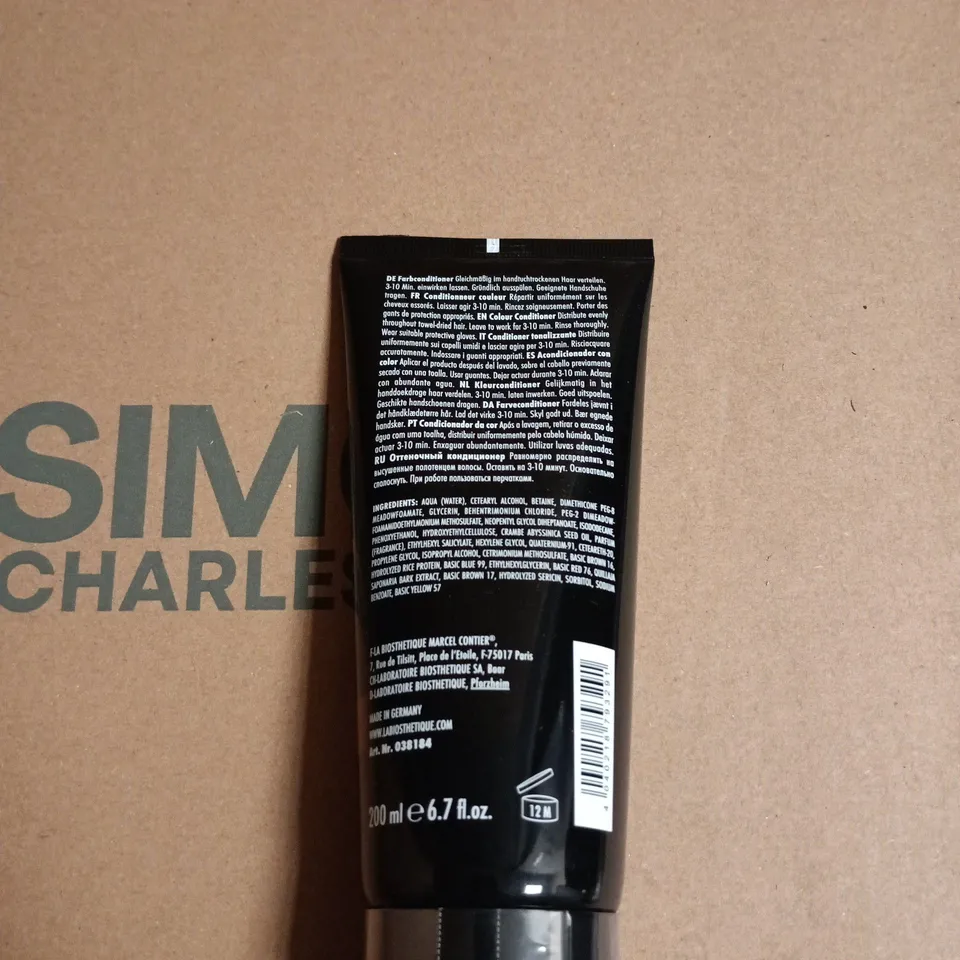 DE Farbconditioner Gleichmäßig im handtuchtrockenen Haar verteilen.
3-10 Min. einwirken lassen. Gründlich ausspülen. Geeignete Handschuhe
tragen. FR Conditionneur couleur Répartir uniformément sur les
cheveux essorés. Laisser agir 3-10 min. Rincez soigneusement. Porter des
gants de protection appropriés. EN Colour Conditioner Distribute evenly
throughout towel-dried hair. Leave to work for 3-10 min. Rinse thoroughly.
Wear suitable protective gloves. IT Conditioner tonalizzante Distribuire
uniformemente sui capelli umidi e lasciar agire per 3-10 min. Risciacquare
accuratamente. Indossare i guanti appropriati. ES Acondicionador con
color Aplicar el producto después del lavado, sobre el cabello previamente
secado con una toalla. Usar guantes. Dejar actuar durante 3-10 min. Aclarar
con abundante agua. NL Kleurconditioner Gelijkmatig in het
handdoekdroge haar verdelen. 3-10 min. laten inwerken. Goed uitspoelen.
Geschikte handschoenen dragen. DA Farveconditioner Fordeles jævnt i
det håndklædetørre hår. Lad det virke 3-10 min. Skyl godt ud. Bær egnede
handsker. PT Condicionador da cor Após a lavagem, retirar o excesso de
água com uma toalha, distribuir uniformemente pelo cabelo húmido. Deixar
actuar 3-10 min. Enxaguar abundantemente. Utilizar luvas adequadas.
RU Оттеночный кондиционер Равномерно распределить на
высушенные полотенцем волосы. Оставить на 3-10 минут. Основательно
сполоснуть. При работе пользоваться перчатками.
INGREDIENTS: AQUA (WATER), CETEARYL ALCOHOL, BETAINE, DIMETHICONE PEG-8
MEADOWFOAMATE, GLYCERIN, BEHENTRIMONIUM CHLORIDE, PEG-2 DIMEADOW-
FOAMAMIDOETHYLMONIUM METHOSULFATE, NEOPENTYL GLYCOL DIHEPTANOATE, ISODODECANE,
PHENOXYETHANOL, HYDROXYETHYLCELLULOSE, CRAMBE ABYSSINICA SEED OIL, PARFUM
(FRAGRANCE), ETHYLHEXYL SALICYLATE, HEXYLENE GLYCOL, QUATERNIUM-91, CETEARETH-20,
PROPYLENE GLYCOL, ISOPROPYL ALCOHOL, CETRIMONIUM METHOSULFATE, BASIC BROWN 16,
HYDROLYZED RICE PROTEIN, BASIC BLUE 99, ETHYLHEXYLGLYCERIN, BASIC RED 76, QUILLAIA
SAPONARIA BARK EXTRACT, BASIC BROWN 17, HYDROLYZED SERICIN, SORBITOL, SODIUM
BENZOATE, BASIC YELLOW 57
F-LA BIOSTHETIQUE MARCEL CONTIER®,
7, Rue de Tilsitt, Place de l'Etoile, F-75017 Paris
CH-LABORATOIRE BIOSTHETIQUE SA, Baar
D-LABORATOIRE BIOSTHETIQUE, Pforzheim
MADE IN GERMANY
WWW.LABIOSTHETIQUE.COM
Art. Nr. 038184
200 ml e 6.7 fl.oz.
12 M
4 040218 793291
SIM
CHARLES